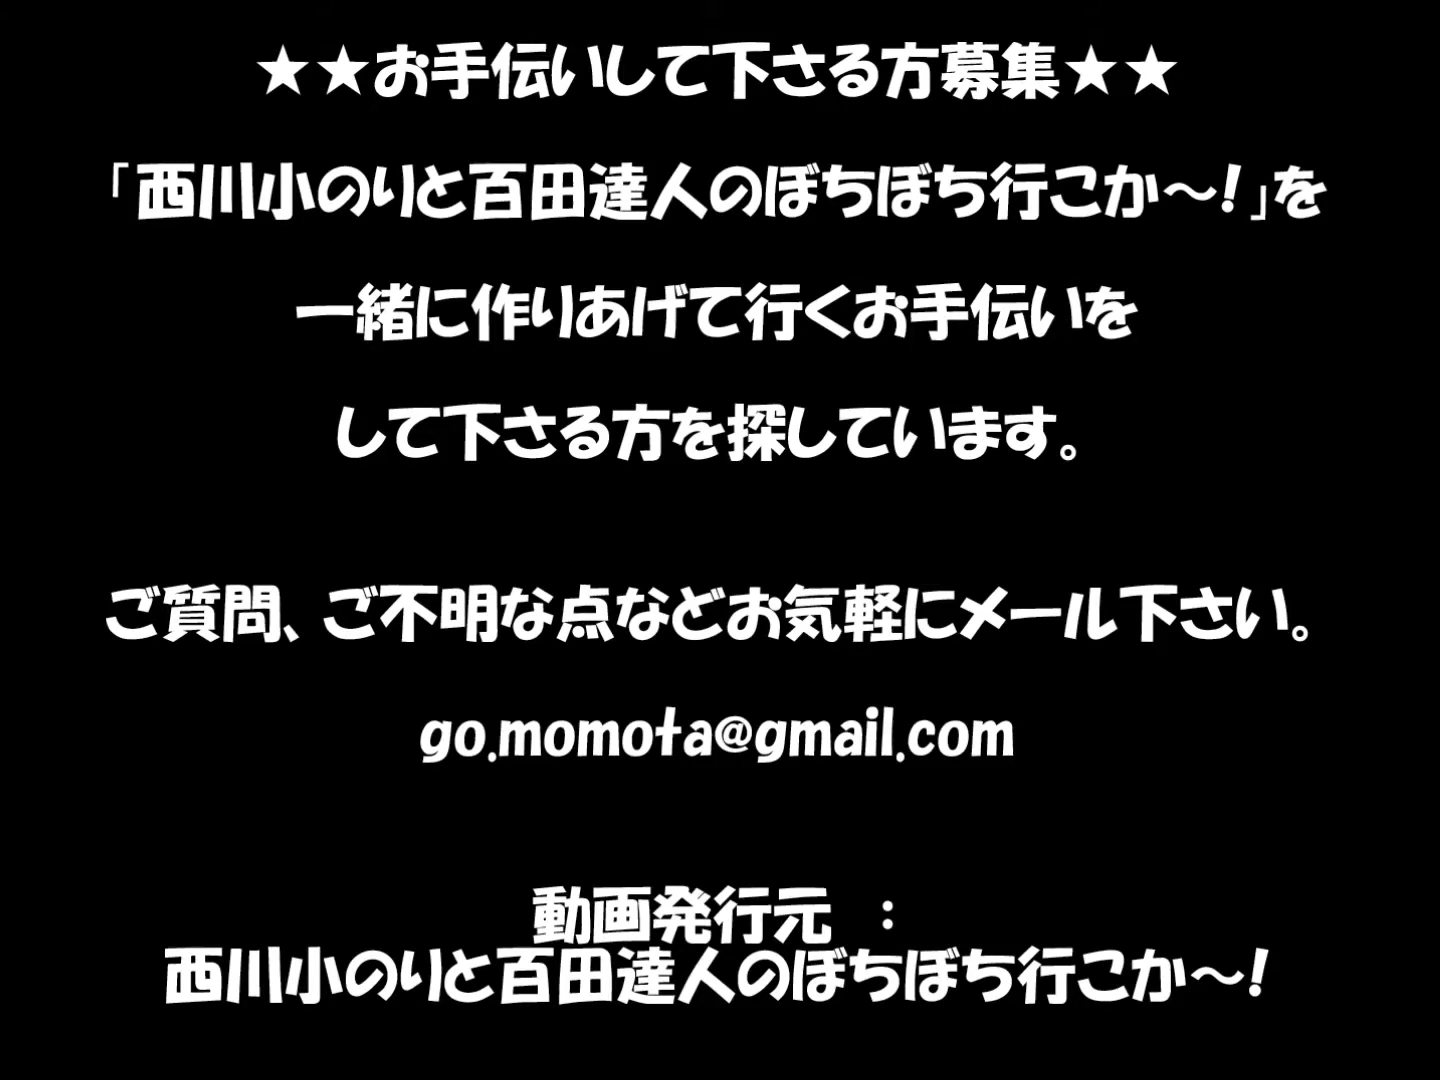 ★★お手伝いして下さる方募集★★
「西川小のりと百田達人のぼちぼち行こか～!」を
一緒に作りあげて行くお手伝いを
して下さる方を探しています。
ご質問、ご不明な点などお気軽にメール下さい。
go.momota@gmail.com
動画発行元 :
西川小のりと百田達人のぼちぼち行こか～!